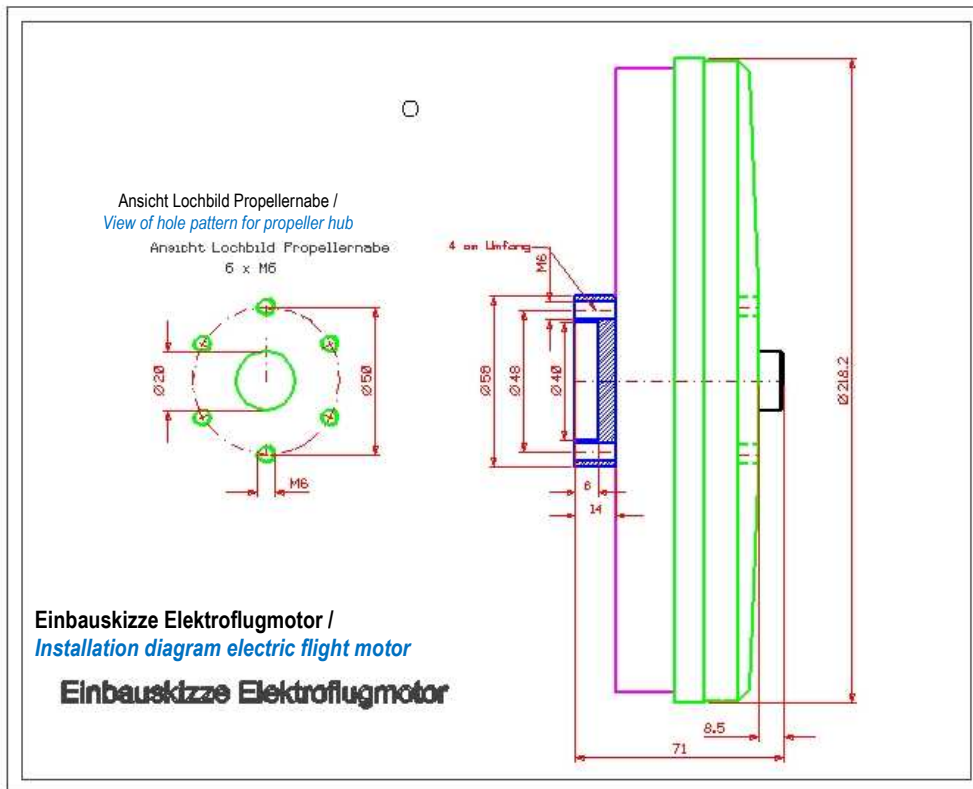 Ansicht Lochbild Propellernabe /
View of hole pattern for propeller hub
Ansicht Lochbild Propellernabe
6 x M6
4 am Umfang
M6
Ø20
Ø50
M6
Ø58
Ø48
Ø40
Ø218.2
6
14
8.5
71
Einbauskizze Elektroflugmotor /
Installation diagram electric flight motor
Einbauskizze Elektroflugmotor